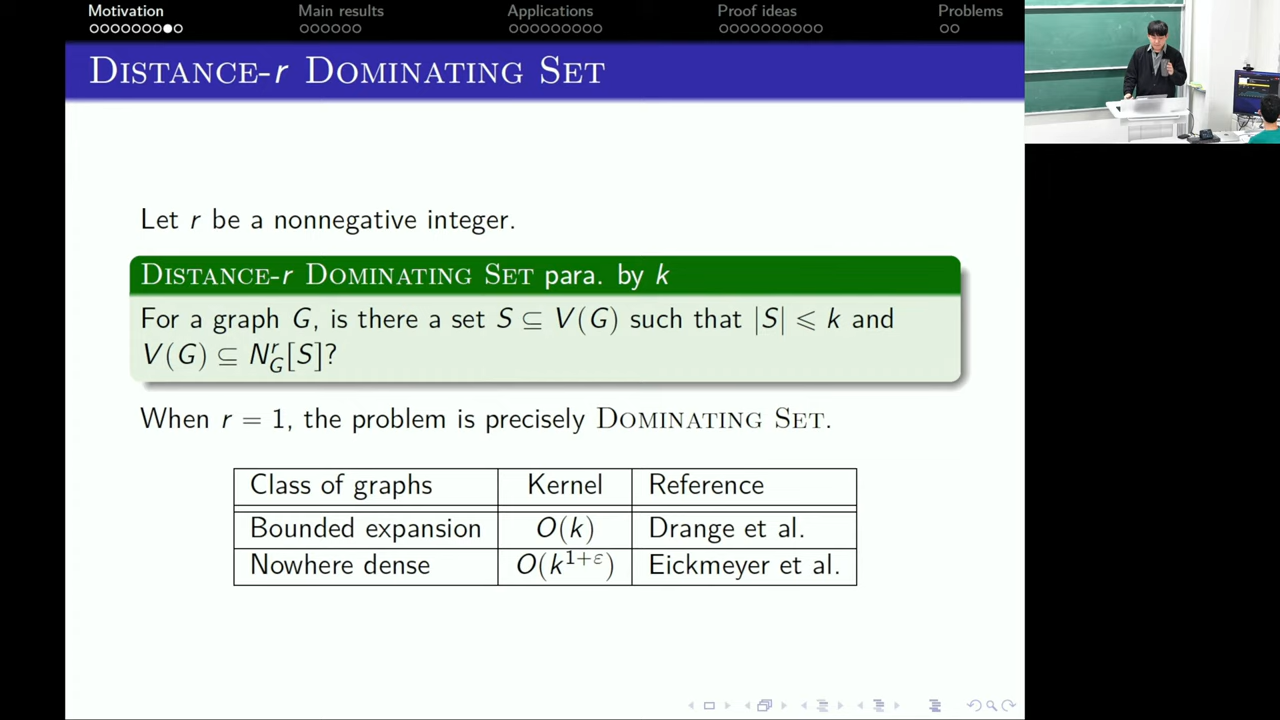 Motivation
Main results
Applications
Proof ideas
Problems
Distance-r Dominating Set
Let r be a nonnegative integer.
Distance-r Dominating Set para. by k
For a graph G, is there a set S ⊆ V(G) such that |S| ⩽ k and
V(G) ⊆ N_G^r[S]?
When r = 1, the problem is precisely Dominating Set.
Class of graphs Kernel Reference
Bounded expansion O(k) Drange et al.
Nowhere dense O(k^{1+ε}) Eickmeyer et al.